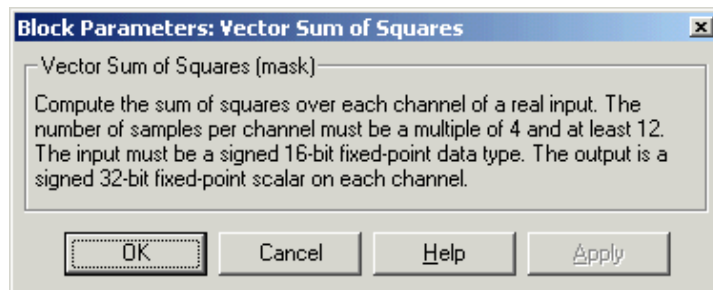 Block Parameters: Vector Sum of Squares
Vector Sum of Squares (mask)
Compute the sum of squares over each channel of a real input. The
number of samples per channel must be a multiple of 4 and at least 12.
The input must be a signed 16-bit fixed-point data type. The output is a
signed 32-bit fixed-point scalar on each channel.
OK Cancel Help Apply